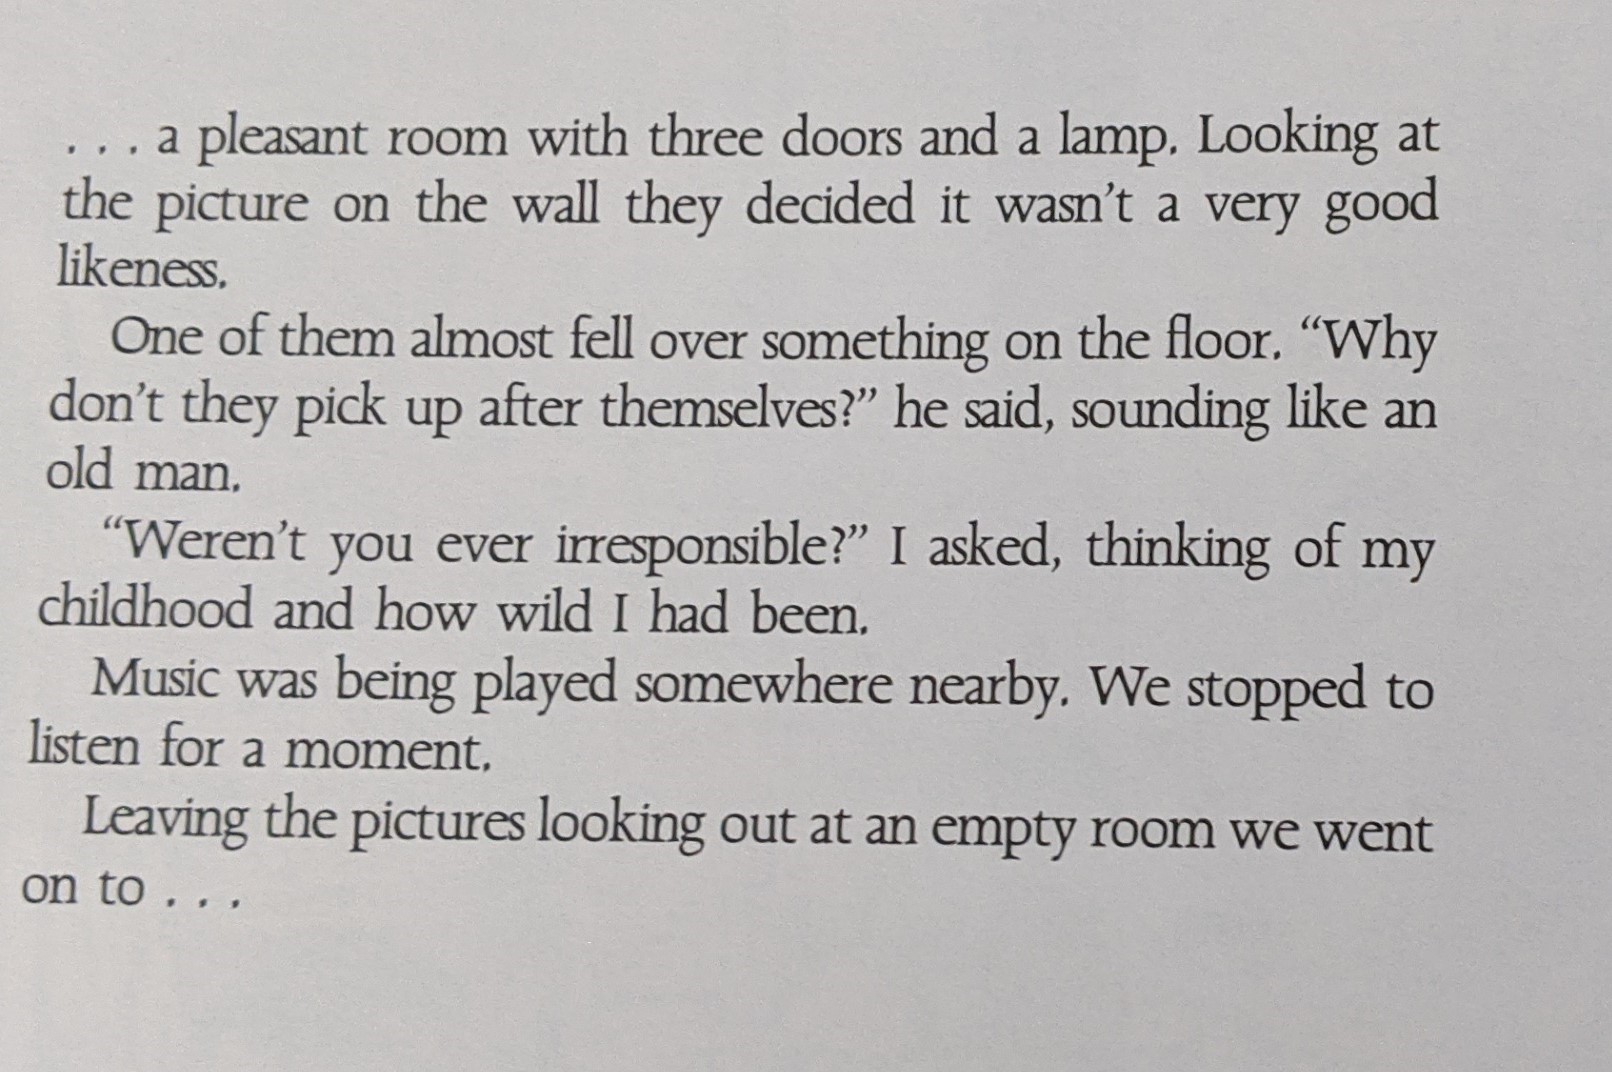 . . . a pleasant room with three doors and a lamp. Looking at
the picture on the wall they decided it wasn’t a very good
likeness.
One of them almost fell over something on the floor. “Why
don’t they pick up after themselves?” he said, sounding like an
old man.
“Weren’t you ever irresponsible?” I asked, thinking of my
childhood and how wild I had been.
Music was being played somewhere nearby. We stopped to
listen for a moment.
Leaving the pictures looking out at an empty room we went
on to . . .